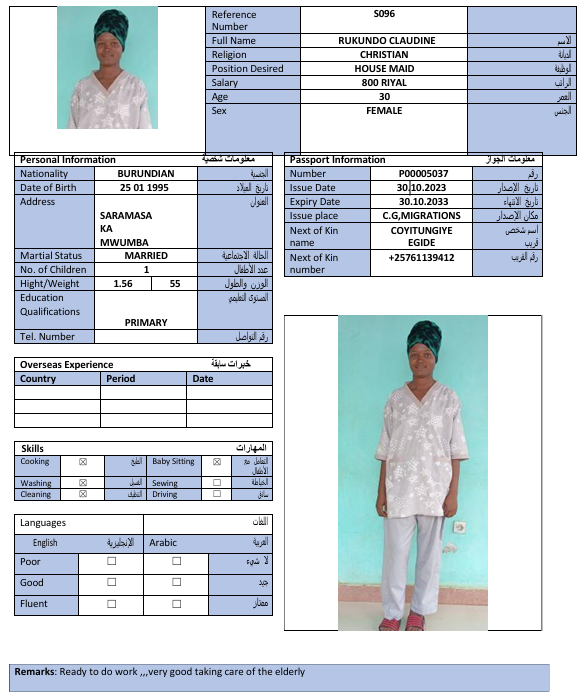 Reference Number S096
Full Name RUKUNDO CLAUDINE الاسم
Religion CHRISTIAN الديانة
Position Desired HOUSE MAID الوظيفة
Salary 800 RIYAL الراتب
Age 30 العمر
Sex FEMALE الجنس
Personal Information معلومات شخصية
Nationality BURUNDIAN الجنسية
Date of Birth 25 01 1995 تاريخ الميلاد
Address العنوان
SARAMASA
KA
MWUMBA
Martial Status MARRIED الحالة الاجتماعية
No. of Children 1 عدد الأطفال
Hight/Weight 1.56 55 الوزن والطول
Education Qualifications PRIMARY المستوى التعليمي
Tel. Number رقم التواصل
Passport Information معلومات الجواز
Number P00005037 رقم
Issue Date 30.10.2023 تاريخ الإصدار
Expiry Date 30.10.2033 تاريخ الانتهاء
Issue place C.G,MIGRATIONS مكان الإصدار
Next of Kin name COYITUNGIYE EGIDE اسم شخص قريب
Next of Kin number +25761139412 رقم القريب
Overseas Experience خبرات سابقة
Country Period Date
Skills المهارات
Cooking ☒ الطبخ Baby Sitting ☒ التعامل مع الأطفال
Washing ☒ الغسيل Sewing ☐ الخياطة
Cleaning ☒ التنظيف Driving ☐ سائق
Languages اللغات
English الإنجليزية Arabic العربية
Poor ☐ ☐ لا شيء
Good ☐ ☐ جيد
Fluent ☐ ☐ ممتاز
Remarks: Ready to do work ,,,very good taking care of the elderly